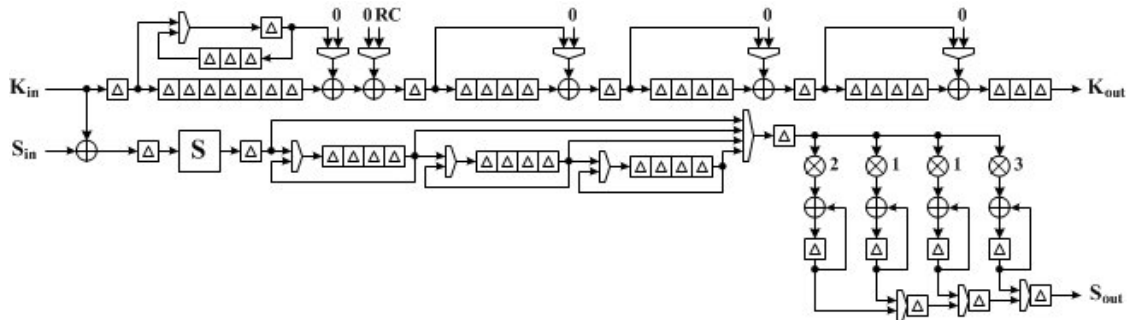 0 0 RC 0 0 0
Δ
Δ Δ Δ
K_in Δ Δ Δ Δ Δ Δ Δ Δ Δ Δ Δ Δ Δ Δ Δ Δ Δ Δ Δ Δ Δ Δ Δ Δ Δ Δ Δ K_out
S_in Δ S Δ Δ
Δ Δ Δ Δ Δ Δ Δ Δ Δ Δ Δ Δ 2 1 1 3
Δ Δ Δ Δ
Δ Δ Δ S_out